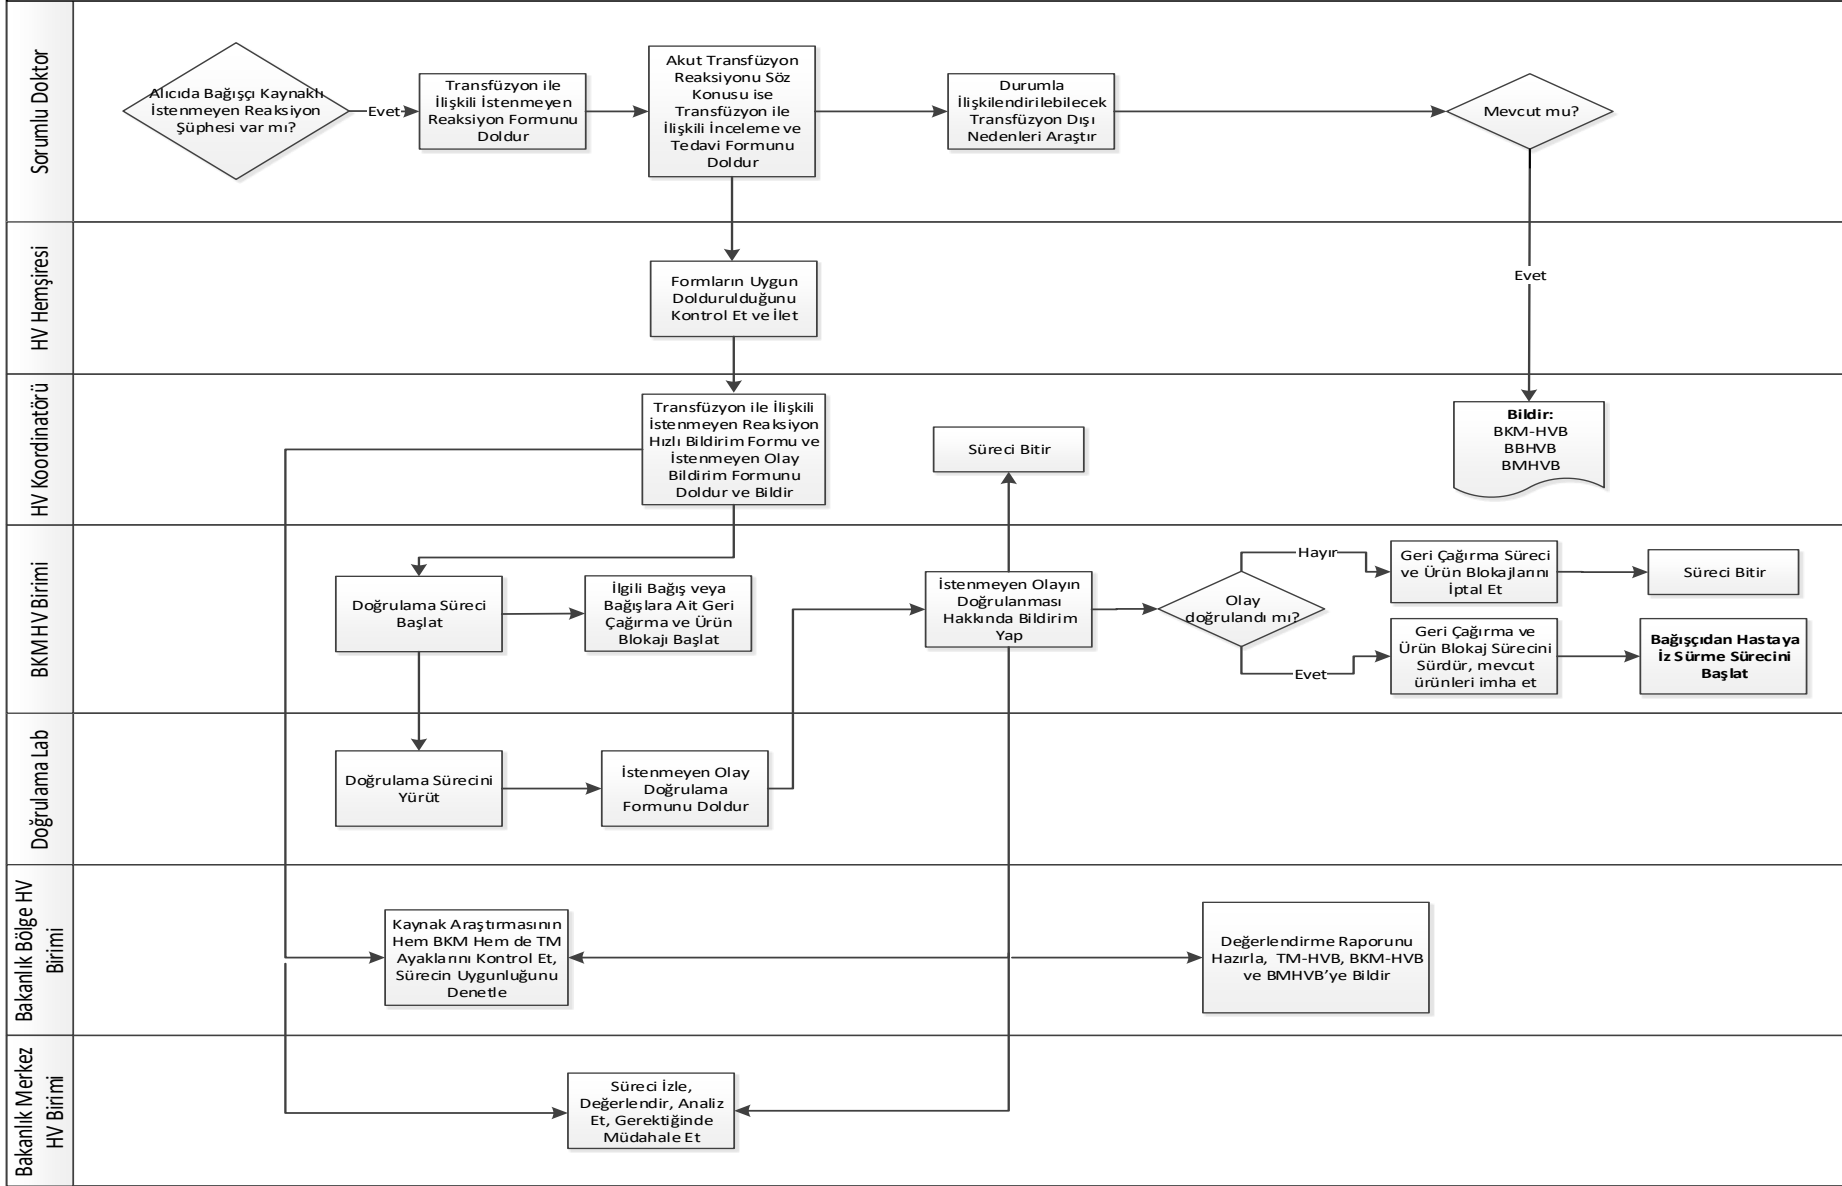 Sorumlu Doktor
Alıcıda Bağışçı Kaynaklı
İstenmeyen Reaksiyon
Şüphesi var mı?
Evet
Transfüzyon ile
İlişkili İstenmeyen
Reaksiyon Formunu
Doldur
Akut Transfüzyon
Reaksiyonu Söz
Konusu ise
Transfüzyon ile
İlişkili İnceleme ve
Tedavi Formunu
Doldur
Durumla
İlişkilendirilebilecek
Transfüzyon Dışı
Nedenleri Araştır
Mevcut mu?
HV Hemşiresi
Formların Uygun
Doldurulduğunu
Kontrol Et ve İlet
Evet
HV Koordinatörü
Transfüzyon ile İlişkili
İstenmeyen Reaksiyon
Hızlı Bildirim Formu ve
İstenmeyen Olay
Bildirim Formunu
Doldur ve Bildir
Süreci Bitir
Bildir:
BKM-HVB
BBHVB
BMHVB
BKM HV Birimi
Doğrulama Süreci
Başlat
İlgili Bağış veya
Bağışlara Ait Geri
Çağırma ve Ürün
Blokajı Başlat
İstenmeyen Olayın
Doğrulanması
Hakkında Bildirim
Yap
Olay
doğrulandı mı?
Hayır
Geri Çağırma Süreci
ve Ürün Blokajlarını
İptal Et
Süreci Bitir
Evet
Geri Çağırma ve
Ürün Blokaj Sürecini
Sürdür, mevcut
ürünleri imha et
Bağışçıdan Hastaya
İz Sürme Sürecini
Başlat
Doğrulama Lab
Doğrulama Sürecini
Yürüt
İstenmeyen Olay
Doğrulama
Formunu Doldur
Bakanlık Bölge HV
Birimi
Kaynak Araştırmasının
Hem BKM Hem de TM
Ayaklarını Kontrol Et,
Sürecin Uygunluğunu
Denetle
Değerlendirme Raporunu
Hazırla, TM-HVB, BKM-HVB
ve BMHVB’ye Bildir
Bakanlık Merkez
HV Birimi
Süreci İzle,
Değerlendir, Analiz
Et, Gerektiğinde
Müdahale Et